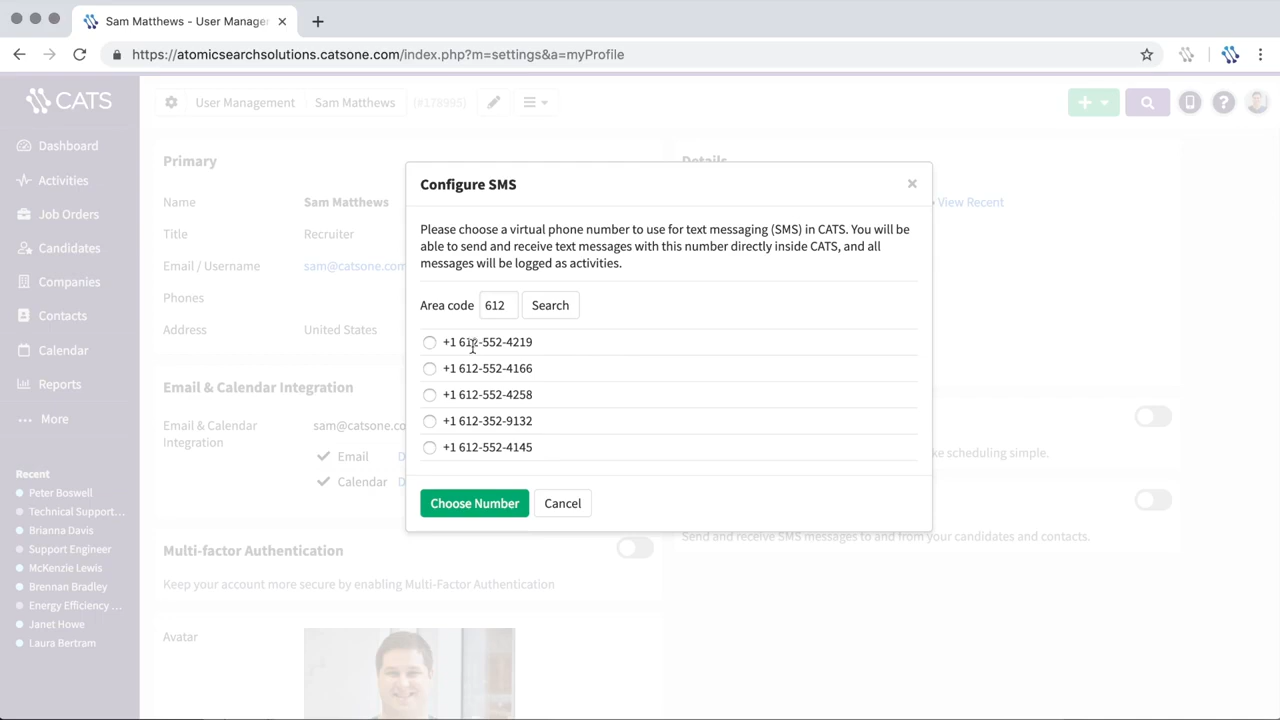 Sam Matthews - User Manager
https://atomicsearchsolutions.catsone.com/index.php?m=settings&a=myProfile
CATS
User Management
Sam Matthews
(#178995)
Dashboard
Activities
Job Orders
Candidates
Companies
Contacts
Calendar
Reports
More
Recent
Peter Boswell
Technical Support...
Brianna Davis
Support Engineer
McKenzie Lewis
Brennan Bradley
Energy Efficiency ...
Janet Howe
Laura Bertram
Primary
Name Sam Matthews
Title Recruiter
Email / Username sam@catsone.com
Phones
Address United States
Email & Calendar Integration
Email & Calendar sam@catsone.co
Integration
Email D
Calendar D
Multi-factor Authentication
Keep your account more secure by enabling Multi-Factor Authentication
Avatar
Details
View Recent
ke scheduling simple.
Send and receive SMS messages to and from your candidates and contacts.
Configure SMS
Please choose a virtual phone number to use for text messaging (SMS) in CATS. You will be
able to send and receive text messages with this number directly inside CATS, and all
messages will be logged as activities.
Area code 612 Search
+1 612-552-4219
+1 612-552-4166
+1 612-552-4258
+1 612-352-9132
+1 612-552-4145
Choose Number Cancel